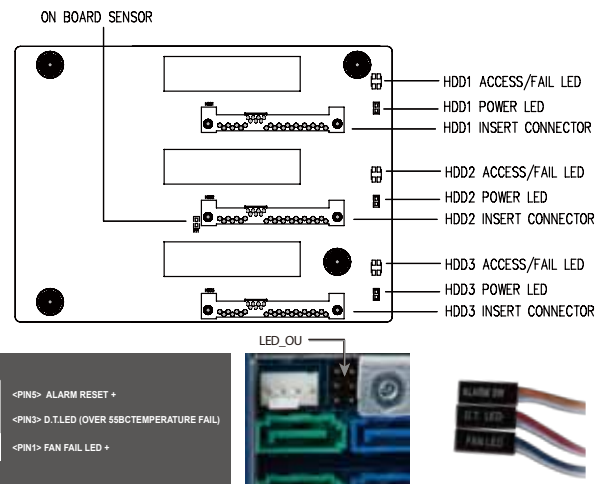 ON BOARD SENSOR
HDD1 ACCESS/FAIL LED
HDD1 POWER LED
HDD1 INSERT CONNECTOR
HDD2 ACCESS/FAIL LED
HDD2 POWER LED
HDD2 INSERT CONNECTOR
HDD3 ACCESS/FAIL LED
HDD3 POWER LED
HDD3 INSERT CONNECTOR
LED_OU
<PIN5> ALARM RESET +
<PIN3> D.T.LED (OVER 55BCTEMPERATURE FAIL)
<PIN1> FAN FAIL LED +
ALARM SW
D.T. LED
FAN LED